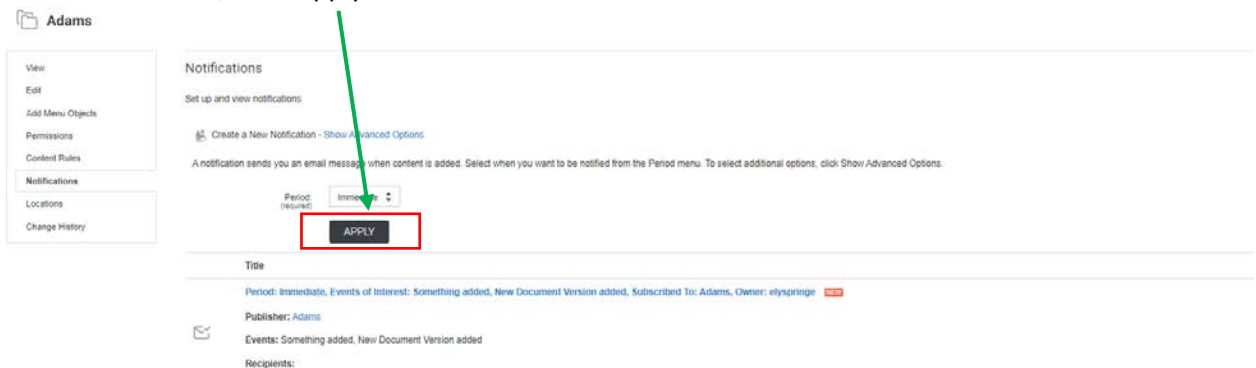 Adams
View
Edit
Add Menu Objects
Permissions
Content Rules
Notifications
Locations
Change History
Notifications
Set up and view notifications
Create a New Notification - Show Advanced Options
A notification sends you an email message when content is added. Select when you want to be notified from the Period menu. To select additional options, click Show Advanced Options.
Period: Immediate
(required)
APPLY
Title
Period: Immediate, Events of Interest: Something added, New Document Version added, Subscribed To: Adams, Owner: elyspringe NEW
Publisher: Adams
Events: Something added, New Document Version added
Recipients: